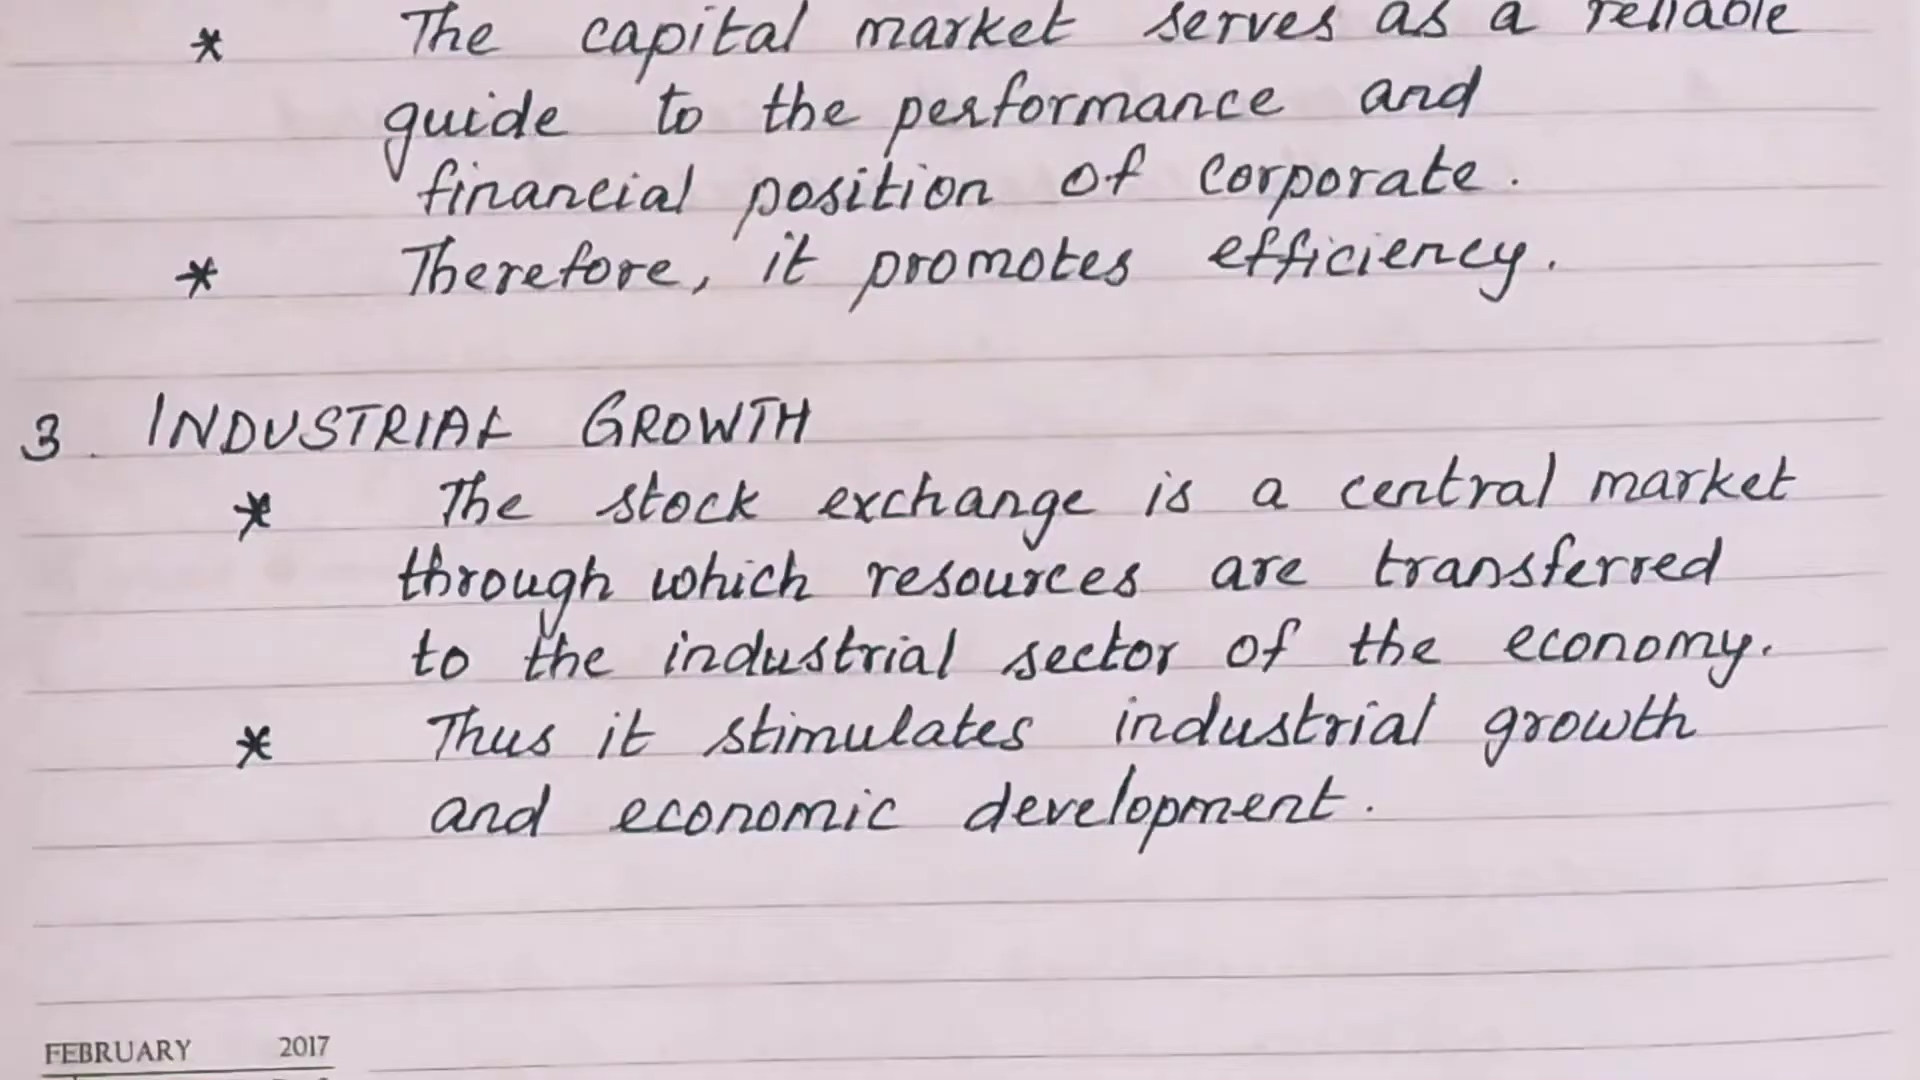 * The capital market serves as a reliable
guide to the performance and
financial position of corporate.
* Therefore, it promotes efficiency.
3. INDUSTRIAL GROWTH
* The stock exchange is a central market
through which resources are transferred
to the industrial sector of the economy.
* Thus it stimulates industrial growth
and economic development.
FEBRUARY 2017